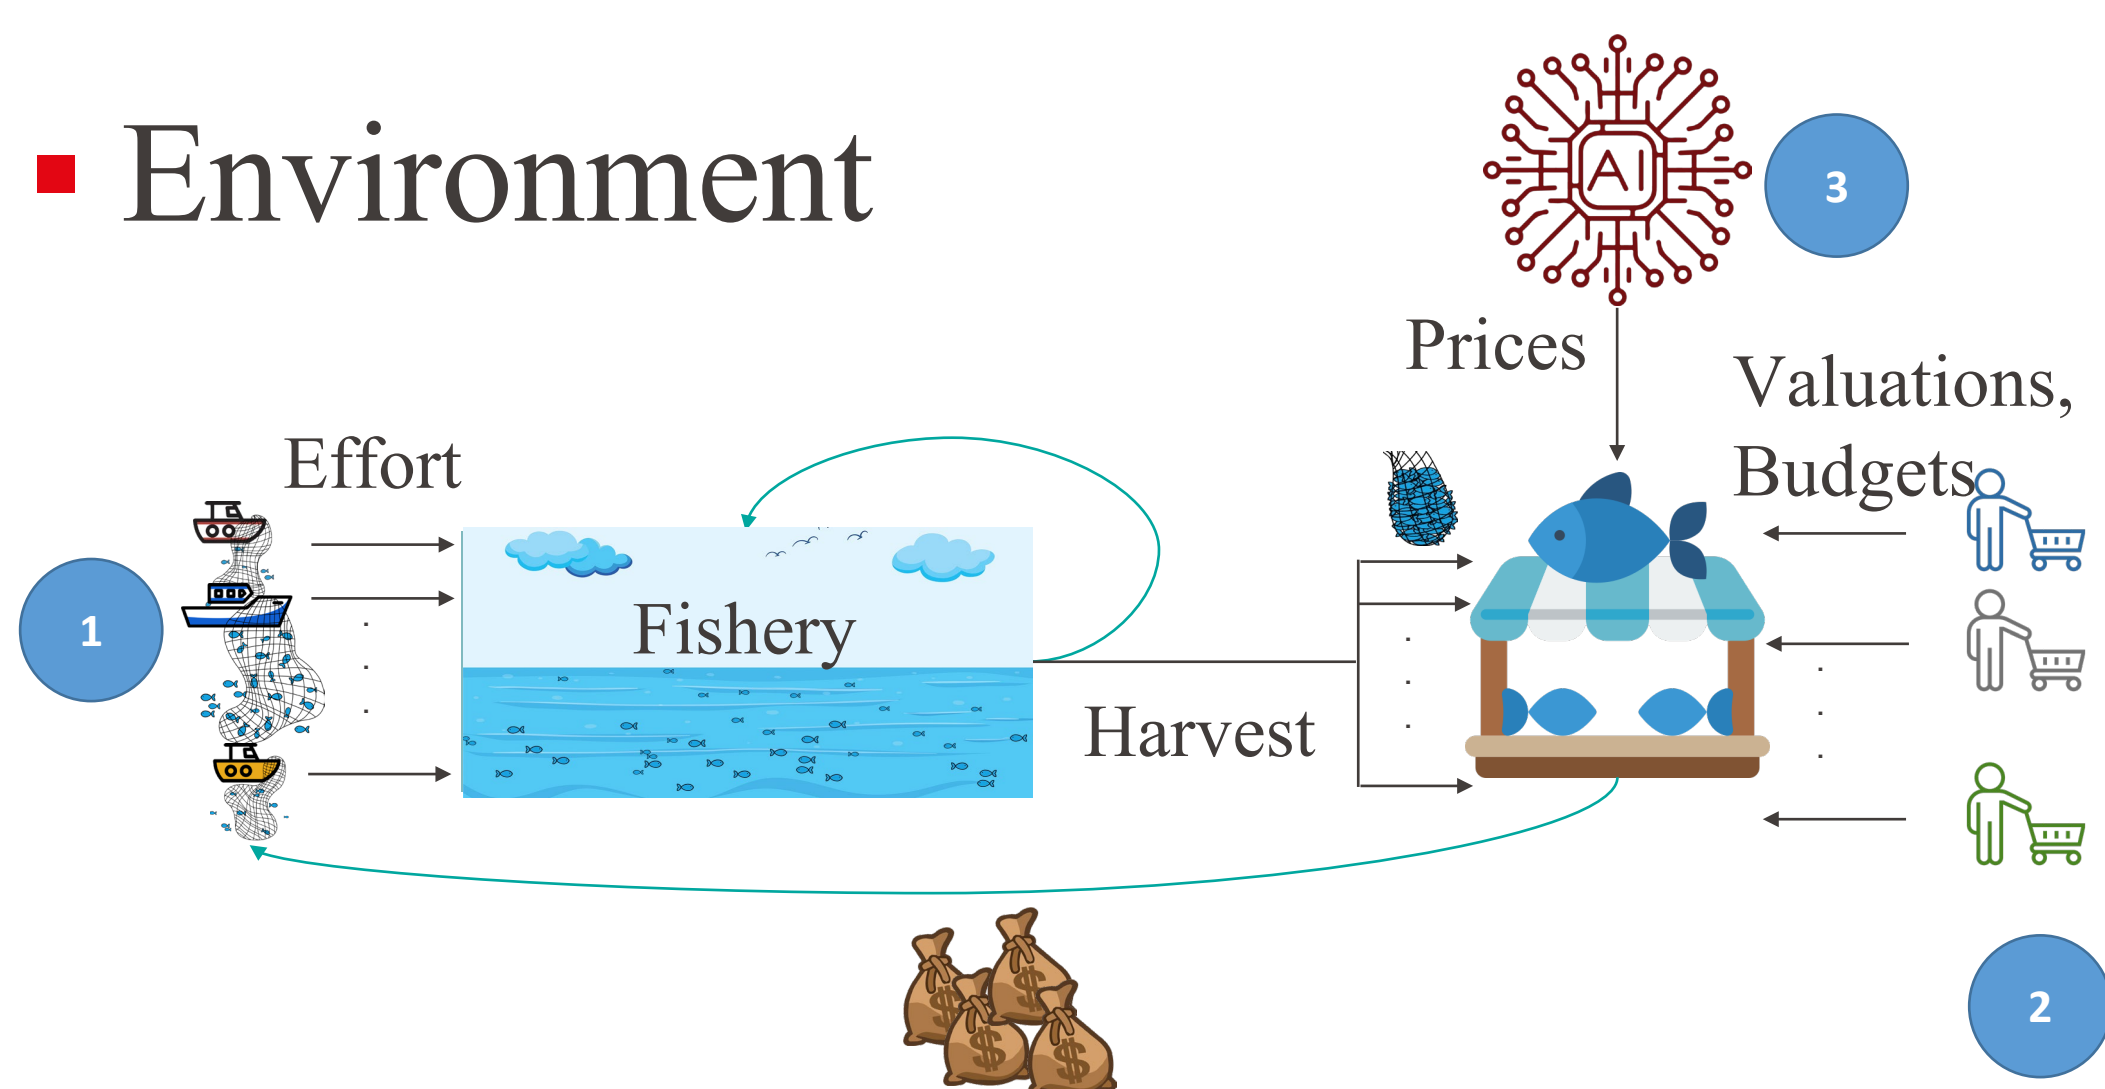 Environment
AI
3
Prices
Valuations,
Budgets
Effort
1
Fishery
Harvest
2
$
$
$
$